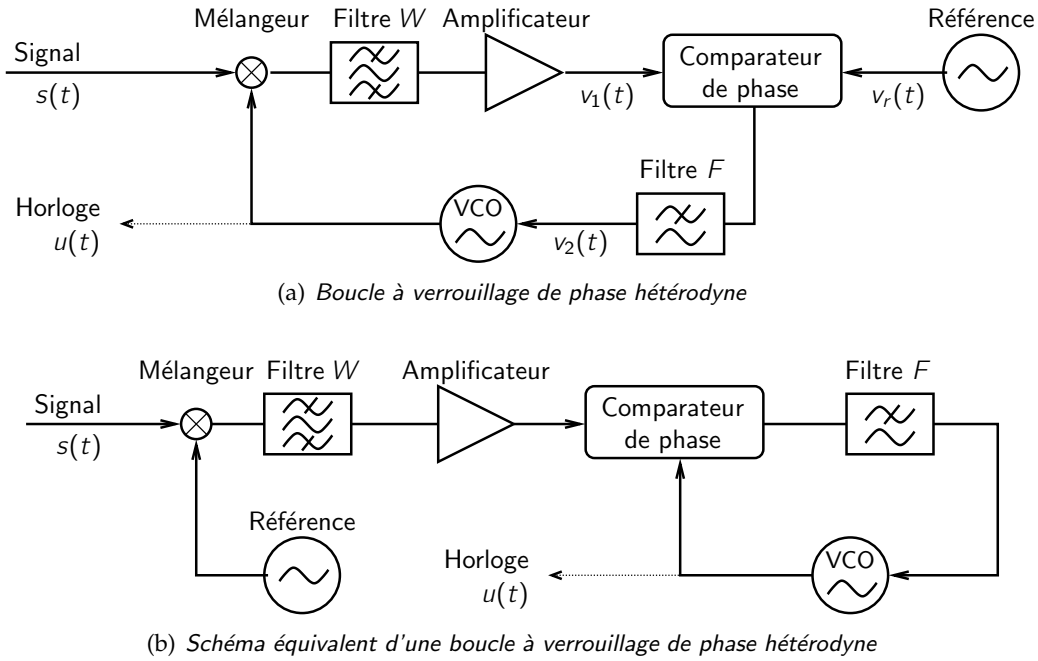 Mélangeur Filtre W Amplificateur Référence
Signal
s(t)
Comparateur
de phase
v₁(t)
vᵣ(t)
Filtre F
Horloge
u(t)
VCO
v₂(t)
(a) Boucle à verrouillage de phase hétérodyne
Mélangeur Filtre W Amplificateur Filtre F
Signal
s(t)
Comparateur
de phase
Référence
Horloge
u(t)
VCO
(b) Schéma équivalent d'une boucle à verrouillage de phase hétérodyne